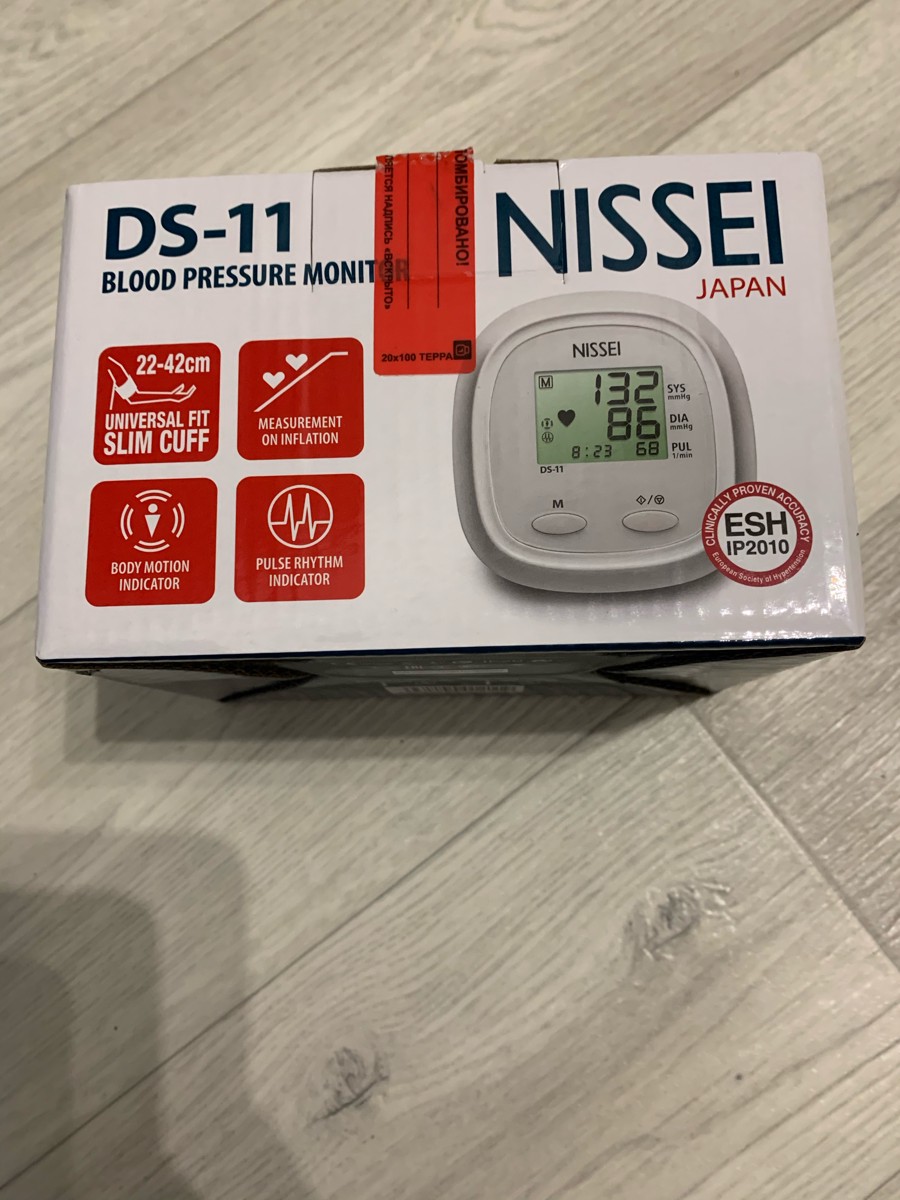 DS-11
BLOOD PRESSURE MONITOR
NISSEI
JAPAN
НАДПИСЬ «ВСКРЫТО»
20x100 ТЕРРА
22-42cm
UNIVERSAL FIT
SLIM CUFF
MEASUREMENT
ON INFLATION
BODY MOTION
INDICATOR
PULSE RHYTHM
INDICATOR
NISSEI
M
132
SYS
mmHg
86
DIA
mmHg
8:23
68
PUL
1/min
DS-11
M
CLINICALLY PROVEN ACCURACY
ESH
IP2010
European Society of Hypertension